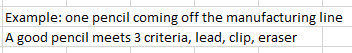 Example: one pencil coming off the manufacturing line
A good pencil meets 3 criteria, lead, clip, eraser